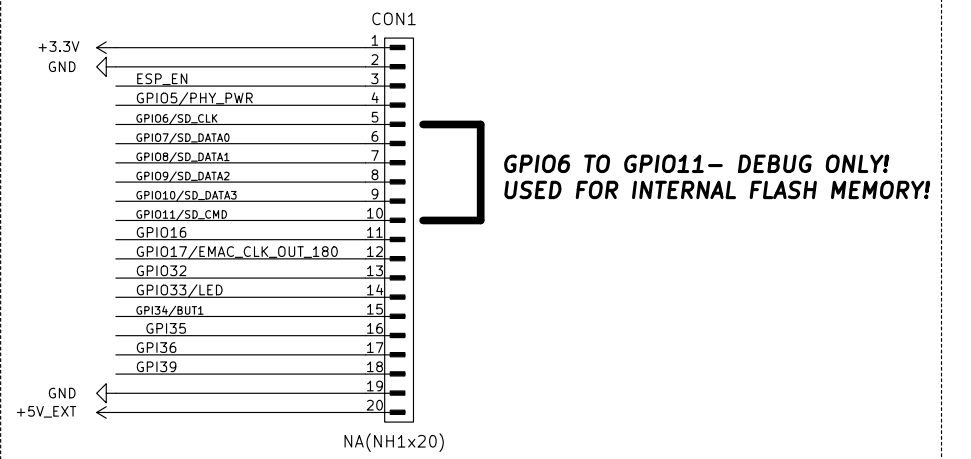 CON1
+3.3V 1
GND 2
ESP_EN 3
GPIO5/PHY_PWR 4
GPIO6/SD_CLK 5
GPIO7/SD_DATA0 6
GPIO8/SD_DATA1 7
GPIO9/SD_DATA2 8
GPIO10/SD_DATA3 9
GPIO11/SD_CMD 10
GPIO6 TO GPIO11- DEBUG ONLY!
USED FOR INTERNAL FLASH MEMORY!
GPIO16 11
GPIO17/EMAC_CLK_OUT_180 12
GPIO32 13
GPIO33/LED 14
GPI34/BUT1 15
GPI35 16
GPI36 17
GPI39 18
GND 19
+5V_EXT 20
NA(NH1x20)